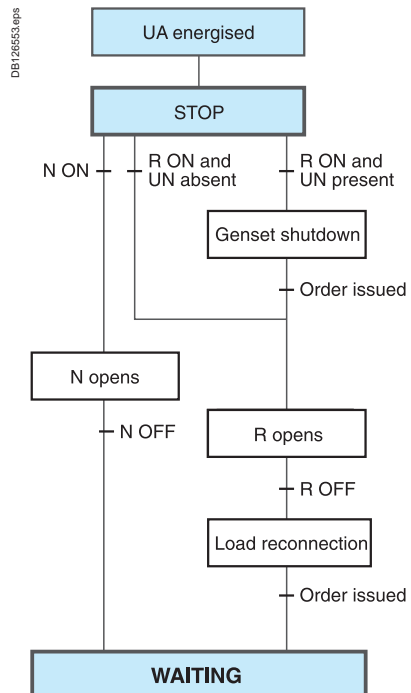 DB126553.eps
UA energised
STOP
N ON
R ON and
UN absent
R ON and
UN present
Genset shutdown
Order issued
N opens
N OFF
R opens
R OFF
Load reconnection
Order issued
WAITING